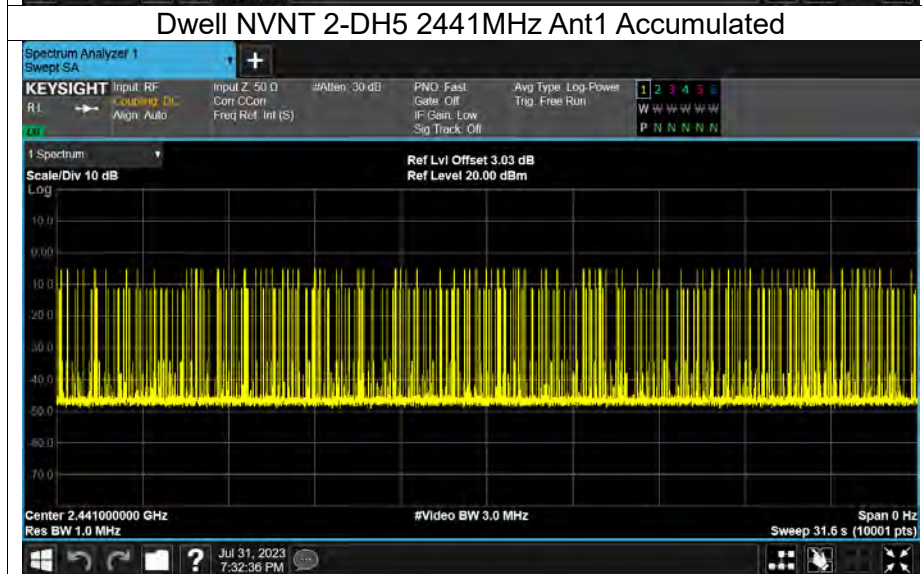 Dwell NVNT 2-DH5 2441MHz Ant1 Accumulated
Spectrum Analyzer 1
Swept SA
+
KEYSIGHT Input: RF Input Z: 50 Ω #Atten: 30 dB PNO: Fast Avg Type: Log-Power 1 2 3 4 5 6
RL Coupling: DC Corr CCorr Gate: Off Trig: Free Run W W W W W W
Align: Auto Freq Ref: Int (S) IF Gain: Low P N N N N N
LXI Sig Track: Off
1 Spectrum Ref Lvl Offset 3.03 dB
Scale/Div 10 dB Ref Level 20.00 dBm
Log
10.0
0.00
-10.0
-20.0
-30.0
-40.0
-50.0
-60.0
-70.0
Center 2.441000000 GHz #Video BW 3.0 MHz Span 0 Hz
Res BW 1.0 MHz Sweep 31.6 s (10001 pts)
? Jul 31, 2023
7:32:36 PM